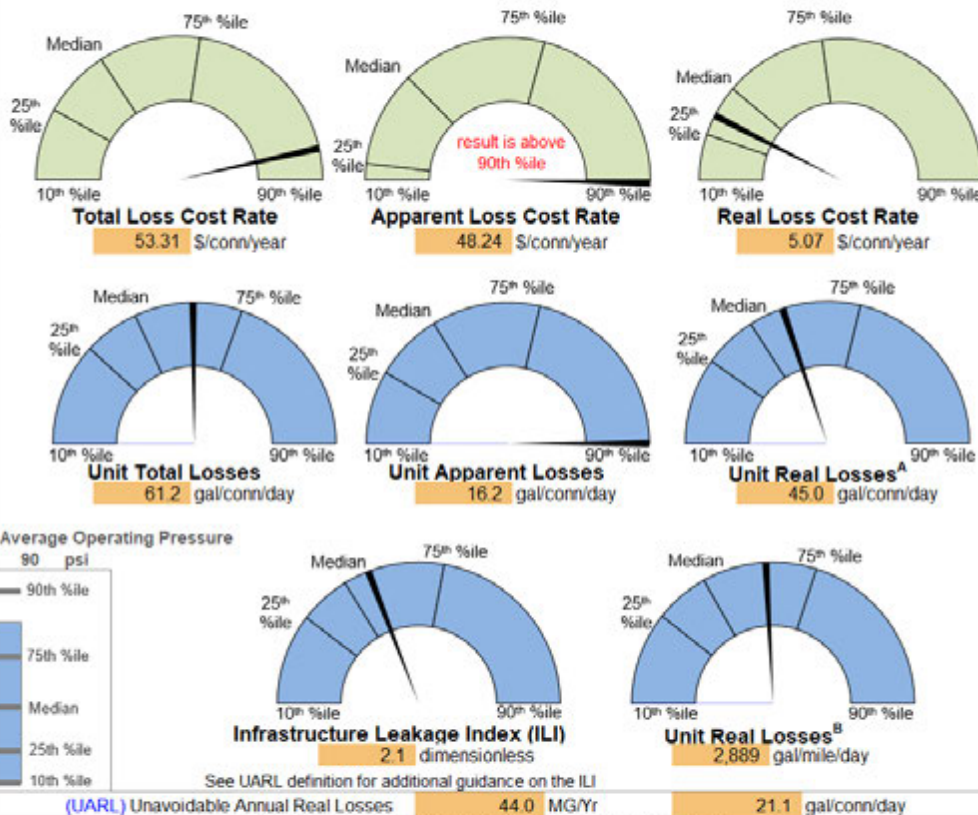 75th %ile
Median
25th
%ile
10th %ile
90th %ile
Total Loss Cost Rate
53.31 $/conn/year
75th %ile
Median
25th
%ile
result is above
90th %ile
10th %ile
90th %ile
Apparent Loss Cost Rate
48.24 $/conn/year
75th %ile
Median
25th
%ile
10th %ile
90th %ile
Real Loss Cost Rate
5.07 $/conn/year
Median
75th %ile
25th
%ile
10th %ile
90th %ile
Unit Total Losses
61.2 gal/conn/day
75th %ile
Median
25th
%ile
10th %ile
90th %ile
Unit Apparent Losses
16.2 gal/conn/day
75th %ile
Median
25th
%ile
10th %ile
90th %ile
Unit Real Losses^A
45.0 gal/conn/day
Average Operating Pressure
90 psi
90th %ile
75th %ile
Median
25th %ile
10th %ile
75th %ile
Median
25th
%ile
10th %ile
90th %ile
Infrastructure Leakage Index (ILI)
2.1 dimensionless
See UARL definition for additional guidance on the ILI
Median
75th %ile
25th
%ile
10th %ile
90th %ile
Unit Real Losses^B
2,889 gal/mile/day
(UARL) Unavoidable Annual Real Losses 44.0 MG/Yr 21.1 gal/conn/day